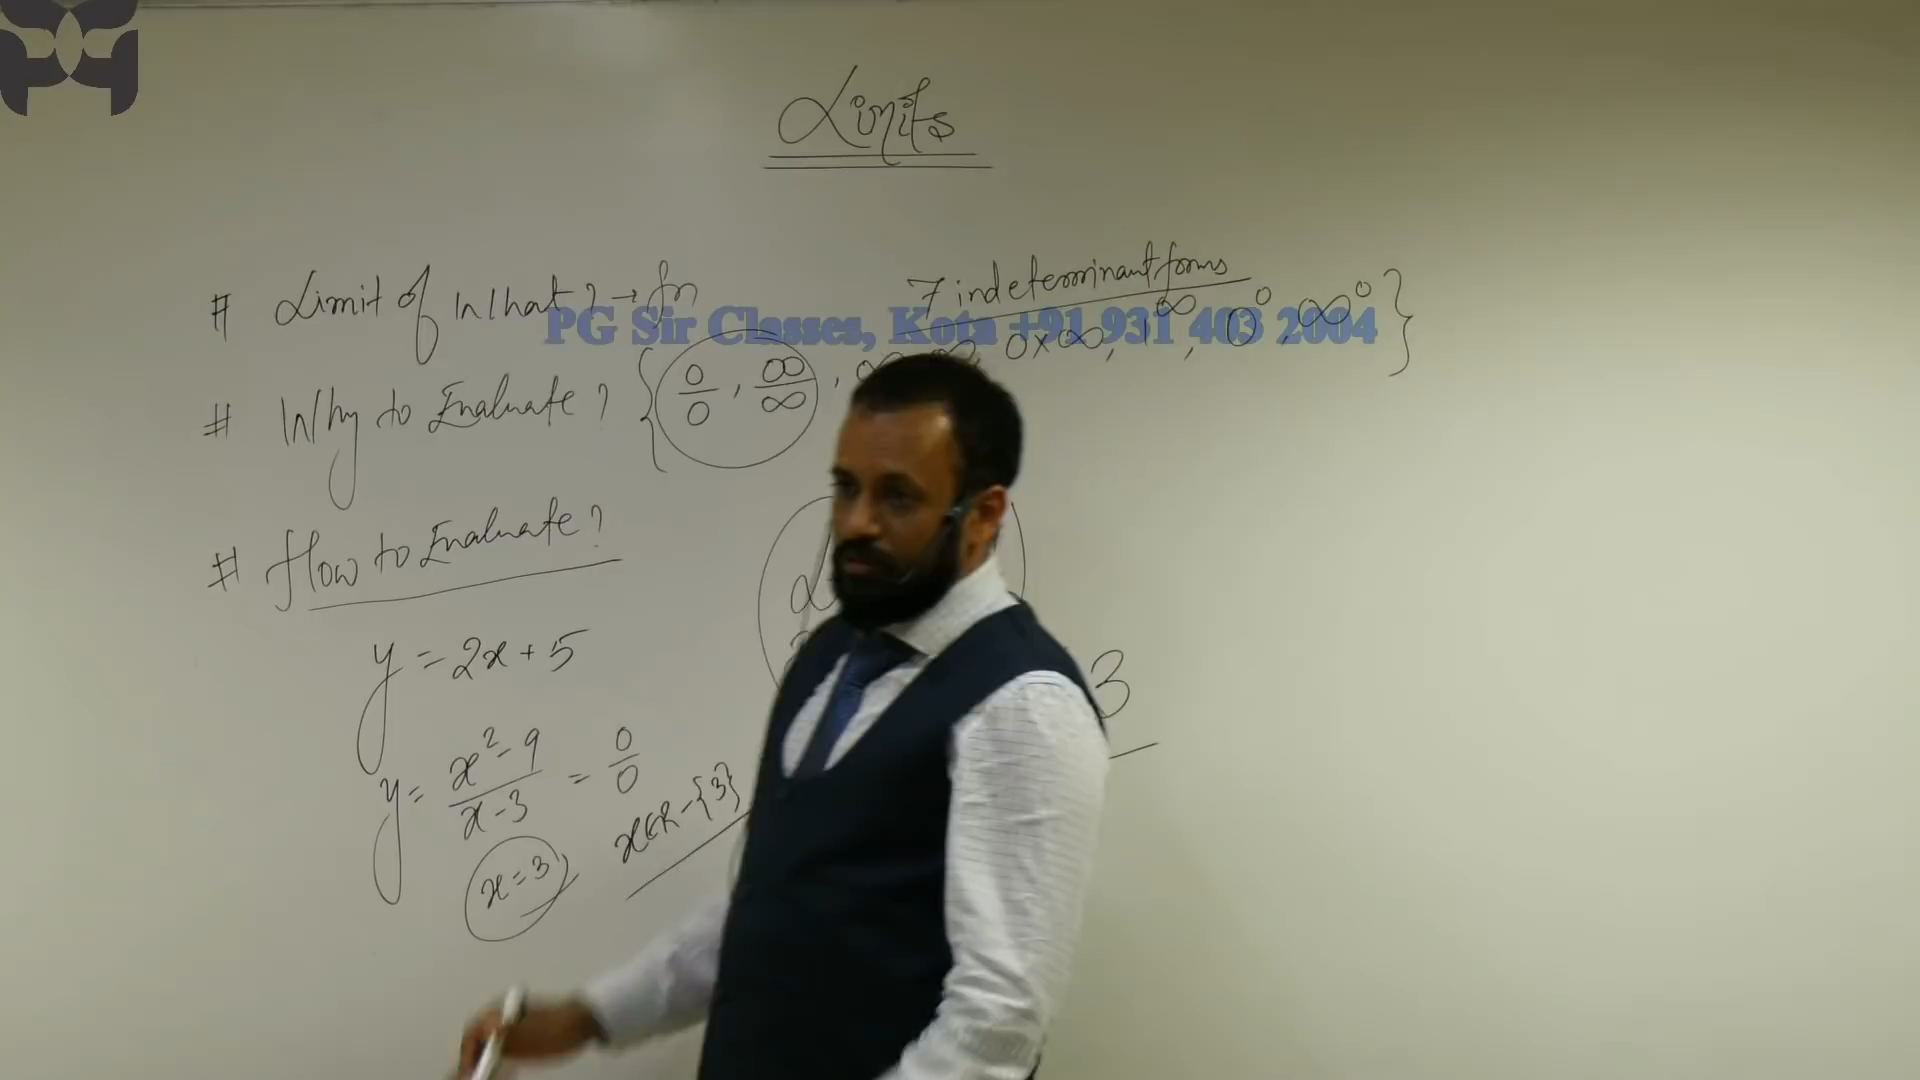 Limits
# Limit of What? → fn
7 indeterminant forms
PG Sir Classes, Kota +91 931 403 2004
# Why to Evaluate? { 0/0 , ∞/∞ , 0×∞, 1^∞, 0^0, ∞^0 }
# How to Evaluate?
y = 2x + 5
3
y = x² - 9 / x - 3 = 0/0
x∈R-{3}
x=3